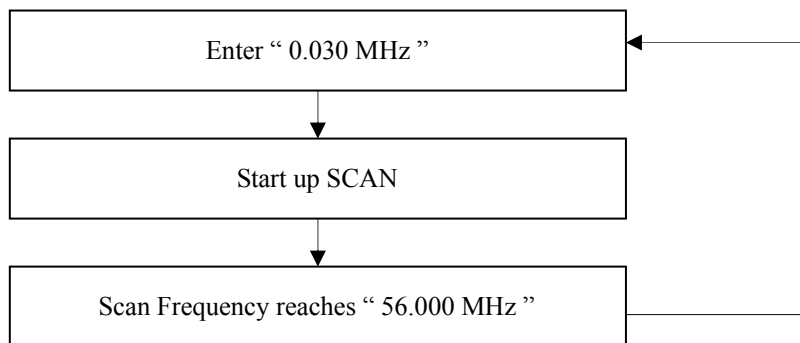 Enter “ 0.030 MHz ”
Start up SCAN
Scan Frequency reaches “ 56.000 MHz ”